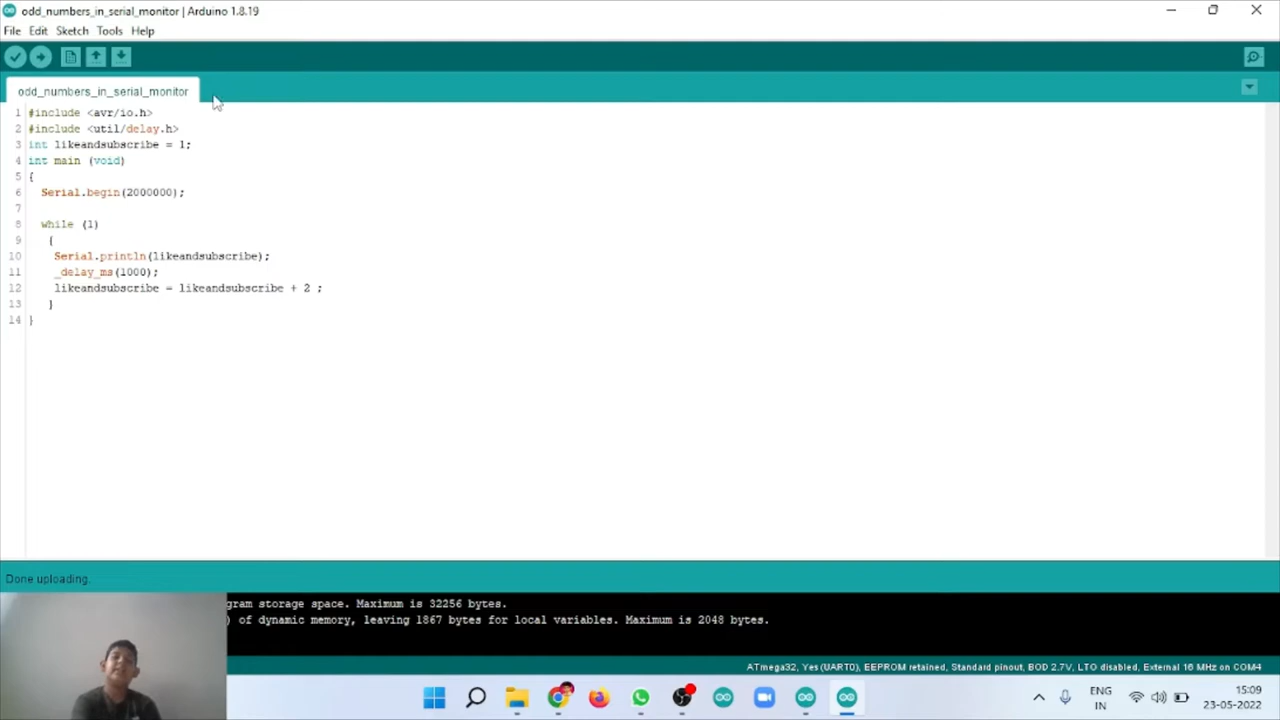 odd_numbers_in_serial_monitor | Arduino 1.8.19
File Edit Sketch Tools Help
odd_numbers_in_serial_monitor
1 #include <avr/io.h>
2 #include <util/delay.h>
3 int likeandsubscribe = 1;
4 int main (void)
5 {
6 Serial.begin(2000000);
7
8 while (1)
9 {
10 Serial.println(likeandsubscribe);
11 _delay_ms(1000);
12 likeandsubscribe = likeandsubscribe + 2 ;
13 }
14 }
Done uploading.
gram storage space. Maximum is 32256 bytes.
) of dynamic memory, leaving 1867 bytes for local variables. Maximum is 2048 bytes.
ATmega32, Yes (UART0), EEPROM retained, Standard pinout, BOD 2.7V, LTO disabled, External 16 MHz on COM4
ENG
IN
15:09
23-05-2022